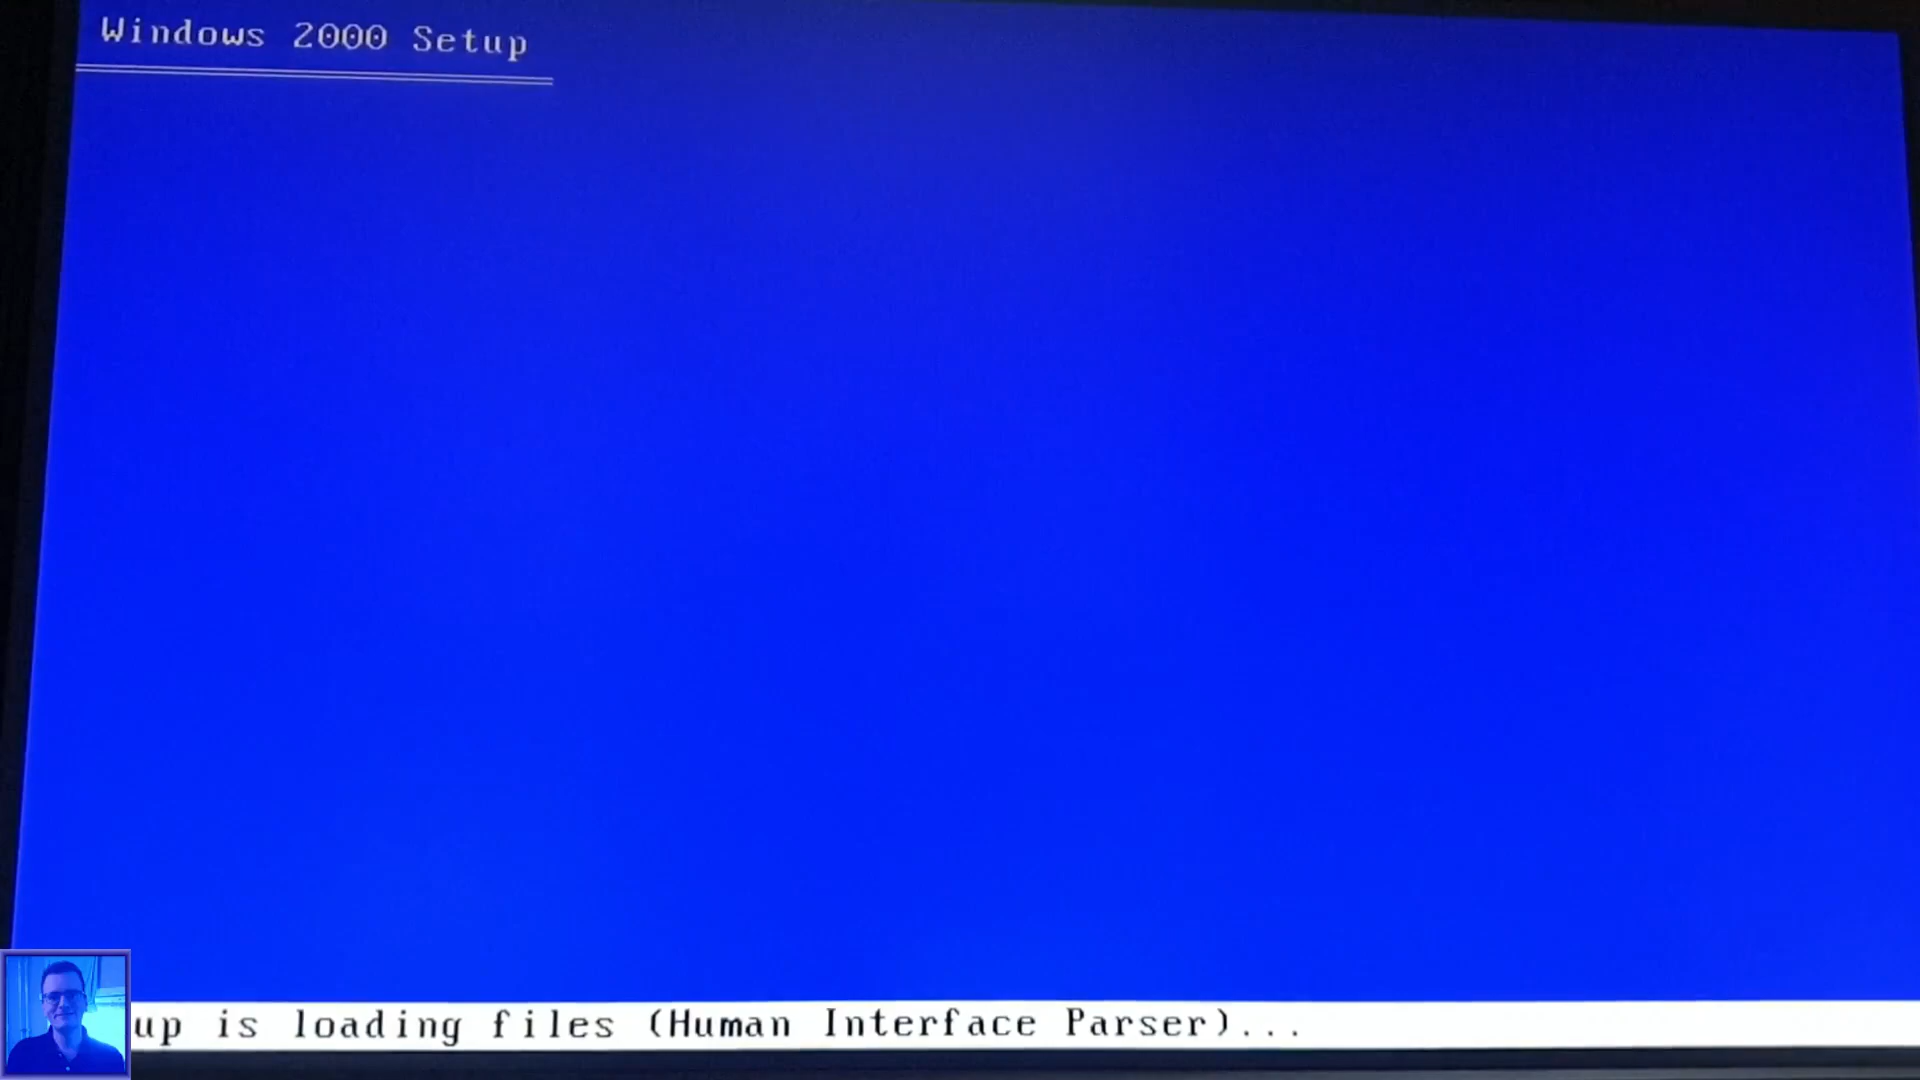 Windows 2000 Setup
up is loading files (Human Interface Parser)...